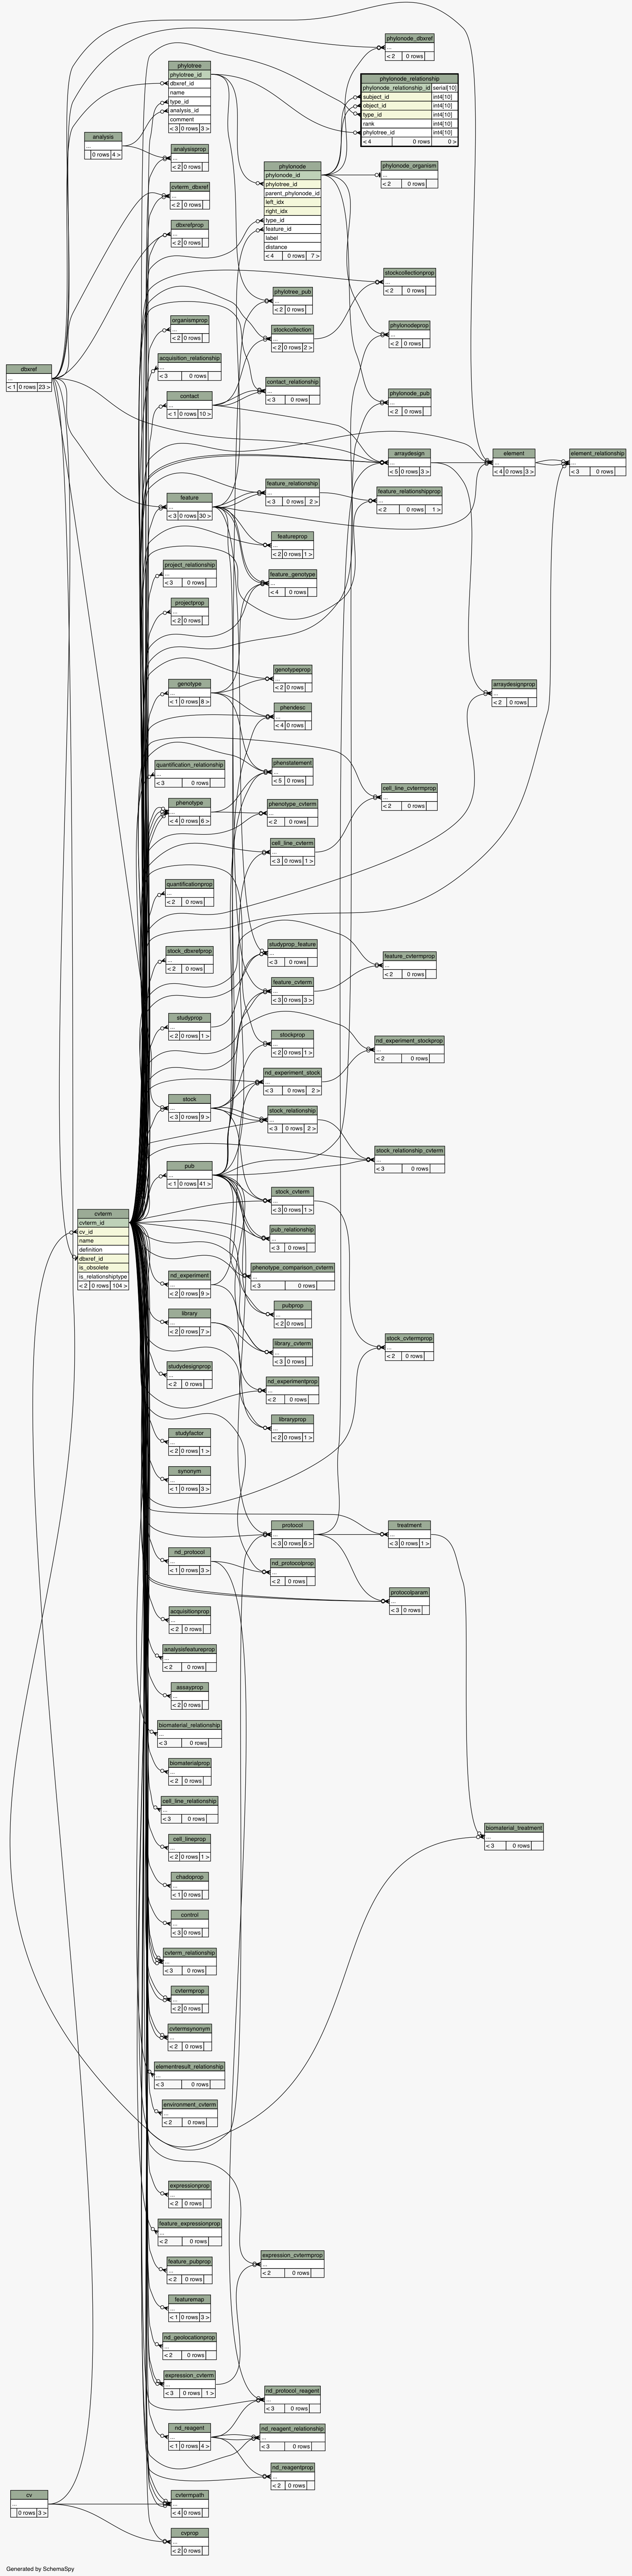 phylonode_dbxref
...
< 2 0 rows
phylotree
phylotree_id
dbxref_id
name
type_id
analysis_id
comment
< 3 0 rows 3 >
phylonode_relationship
phylonode_relationship_id serial[10]
subject_id int4[10]
object_id int4[10]
type_id int4[10]
rank int4[10]
phylotree_id int4[10]
< 4 0 rows 0 >
analysis
...
0 rows 4 >
analysisprop
...
< 2 0 rows
phylonode
phylonode_id
phylotree_id
parent_phylonode_id
left_idx
right_idx
type_id
feature_id
label
distance
< 4 0 rows 7 >
phylonode_organism
...
< 2 0 rows
cvterm_dbxref
...
< 2 0 rows
dbxrefprop
...
< 2 0 rows
stockcollectionprop
...
< 2 0 rows
phylotree_pub
...
< 2 0 rows
organismprop
...
< 2 0 rows
stockcollection
...
< 2 0 rows 2 >
phylonodeprop
...
< 2 0 rows
acquisition_relationship
...
< 3 0 rows
dbxref
...
< 1 0 rows 23 >
contact_relationship
...
< 3 0 rows
phylonode_pub
...
< 2 0 rows
contact
...
< 1 0 rows 10 >
arraydesign
...
< 5 0 rows 3 >
element
...
< 4 0 rows 3 >
element_relationship
...
< 3 0 rows
feature_relationship
...
< 3 0 rows 2 >
feature_relationshipprop
...
< 2 0 rows 1 >
feature
...
< 3 0 rows 30 >
featureprop
...
< 2 0 rows 1 >
project_relationship
...
< 3 0 rows
feature_genotype
...
< 4 0 rows
projectprop
...
< 2 0 rows
genotypeprop
...
< 2 0 rows
genotype
...
< 1 0 rows 8 >
arraydesignprop
...
< 2 0 rows
phendesc
...
< 4 0 rows
quantification_relationship
...
< 3 0 rows
phenstatement
...
< 5 0 rows
cell_line_cvtermprop
...
< 2 0 rows
phenotype
...
< 4 0 rows 6 >
phenotype_cvterm
...
< 2 0 rows
cell_line_cvterm
...
< 3 0 rows 1 >
quantificationprop
...
< 2 0 rows
stock_dbxrefprop
...
< 2 0 rows
studyprop_feature
...
< 3 0 rows
feature_cvtermprop
...
< 2 0 rows
feature_cvterm
...
< 3 0 rows 3 >
studyprop
...
< 2 0 rows 1 >
stockprop
...
< 2 0 rows 1 >
nd_experiment_stockprop
...
< 2 0 rows
nd_experiment_stock
...
< 3 0 rows 2 >
stock
...
< 3 0 rows 9 >
stock_relationship
...
< 3 0 rows 2 >
stock_relationship_cvterm
...
< 3 0 rows
pub
...
< 1 0 rows 41 >
stock_cvterm
...
< 3 0 rows 1 >
cvterm
cvterm_id
cv_id
name
definition
dbxref_id
is_obsolete
is_relationshiptype
< 2 0 rows 104 >
pub_relationship
...
< 3 0 rows
nd_experiment
...
< 2 0 rows 9 >
phenotype_comparison_cvterm
...
< 3 0 rows
library
...
< 2 0 rows 7 >
pubprop
...
< 2 0 rows
library_cvterm
...
< 3 0 rows
stock_cvtermprop
...
< 2 0 rows
studydesignprop
...
< 2 0 rows
nd_experimentprop
...
< 2 0 rows
studyfactor
...
< 2 0 rows 1 >
libraryprop
...
< 2 0 rows 1 >
synonym
...
< 1 0 rows 3 >
protocol
...
< 3 0 rows 6 >
treatment
...
< 3 0 rows 1 >
nd_protocol
...
< 1 0 rows 3 >
nd_protocolprop
...
< 2 0 rows
protocolparam
...
< 3 0 rows
acquisitionprop
...
< 2 0 rows
analysisfeatureprop
...
< 2 0 rows
assayprop
...
< 2 0 rows
biomaterial_relationship
...
< 3 0 rows
biomaterialprop
...
< 2 0 rows
cell_line_relationship
...
< 3 0 rows
biomaterial_treatment
...
< 3 0 rows
cell_lineprop
...
< 2 0 rows 1 >
chadoprop
...
< 1 0 rows
control
...
< 3 0 rows
cvterm_relationship
...
< 3 0 rows
cvtermprop
...
< 2 0 rows
cvtermsynonym
...
< 2 0 rows
elementresult_relationship
...
< 3 0 rows
environment_cvterm
...
< 2 0 rows
expressionprop
...
< 2 0 rows
feature_expressionprop
...
< 2 0 rows
expression_cvtermprop
...
< 2 0 rows
feature_pubprop
...
< 2 0 rows
featuremap
...
< 1 0 rows 3 >
nd_geolocationprop
...
< 2 0 rows
expression_cvterm
...
< 3 0 rows 1 >
nd_protocol_reagent
...
< 3 0 rows
nd_reagent
...
< 1 0 rows 4 >
nd_reagent_relationship
...
< 3 0 rows
nd_reagentprop
...
< 2 0 rows
cv
...
0 rows 3 >
cvtermpath
...
< 4 0 rows
cvprop
...
< 2 0 rows
Generated by SchemaSpy